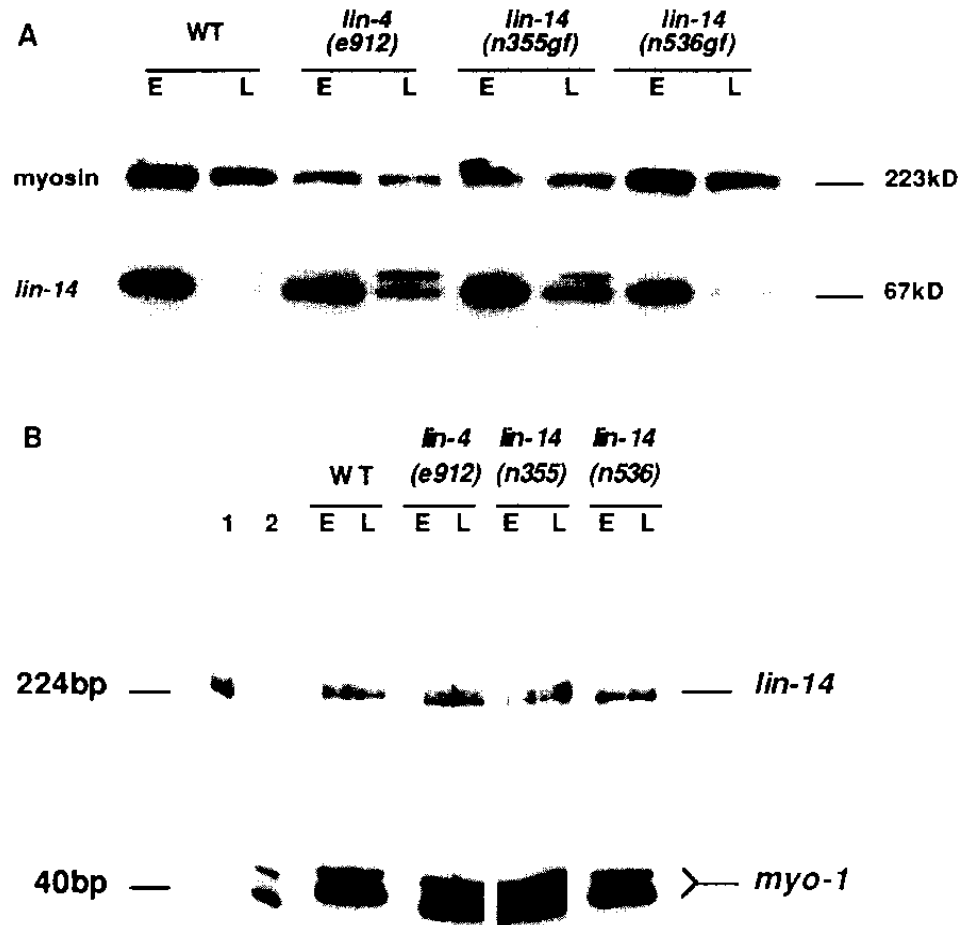 A
WT
lin-4 (e912)
lin-14 (n355gf)
lin-14 (n536gf)
E L E L E L E L
myosin 223kD
lin-14 67kD
B
WT
lin-4 (e912)
lin-14 (n355)
lin-14 (n536)
1 2 E L E L E L E L
224bp lin-14
40bp myo-1